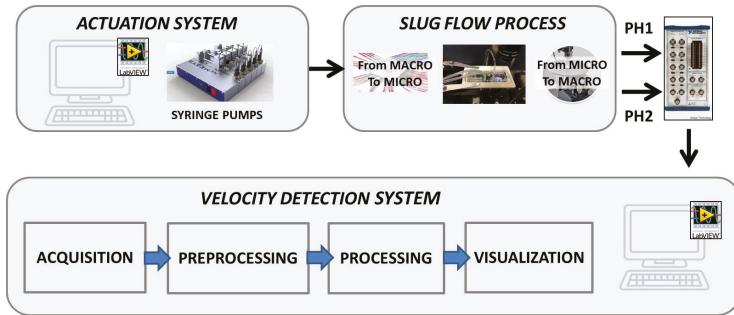 ACTUATION SYSTEM
LabVIEW
SYRINGE PUMPS
SLUG FLOW PROCESS
From MACRO
To MICRO
From MICRO
To MACRO
PH1
PH2
VELOCITY DETECTION SYSTEM
ACQUISITION
PREPROCESSING
PROCESSING
VISUALIZATION
LabVIEW